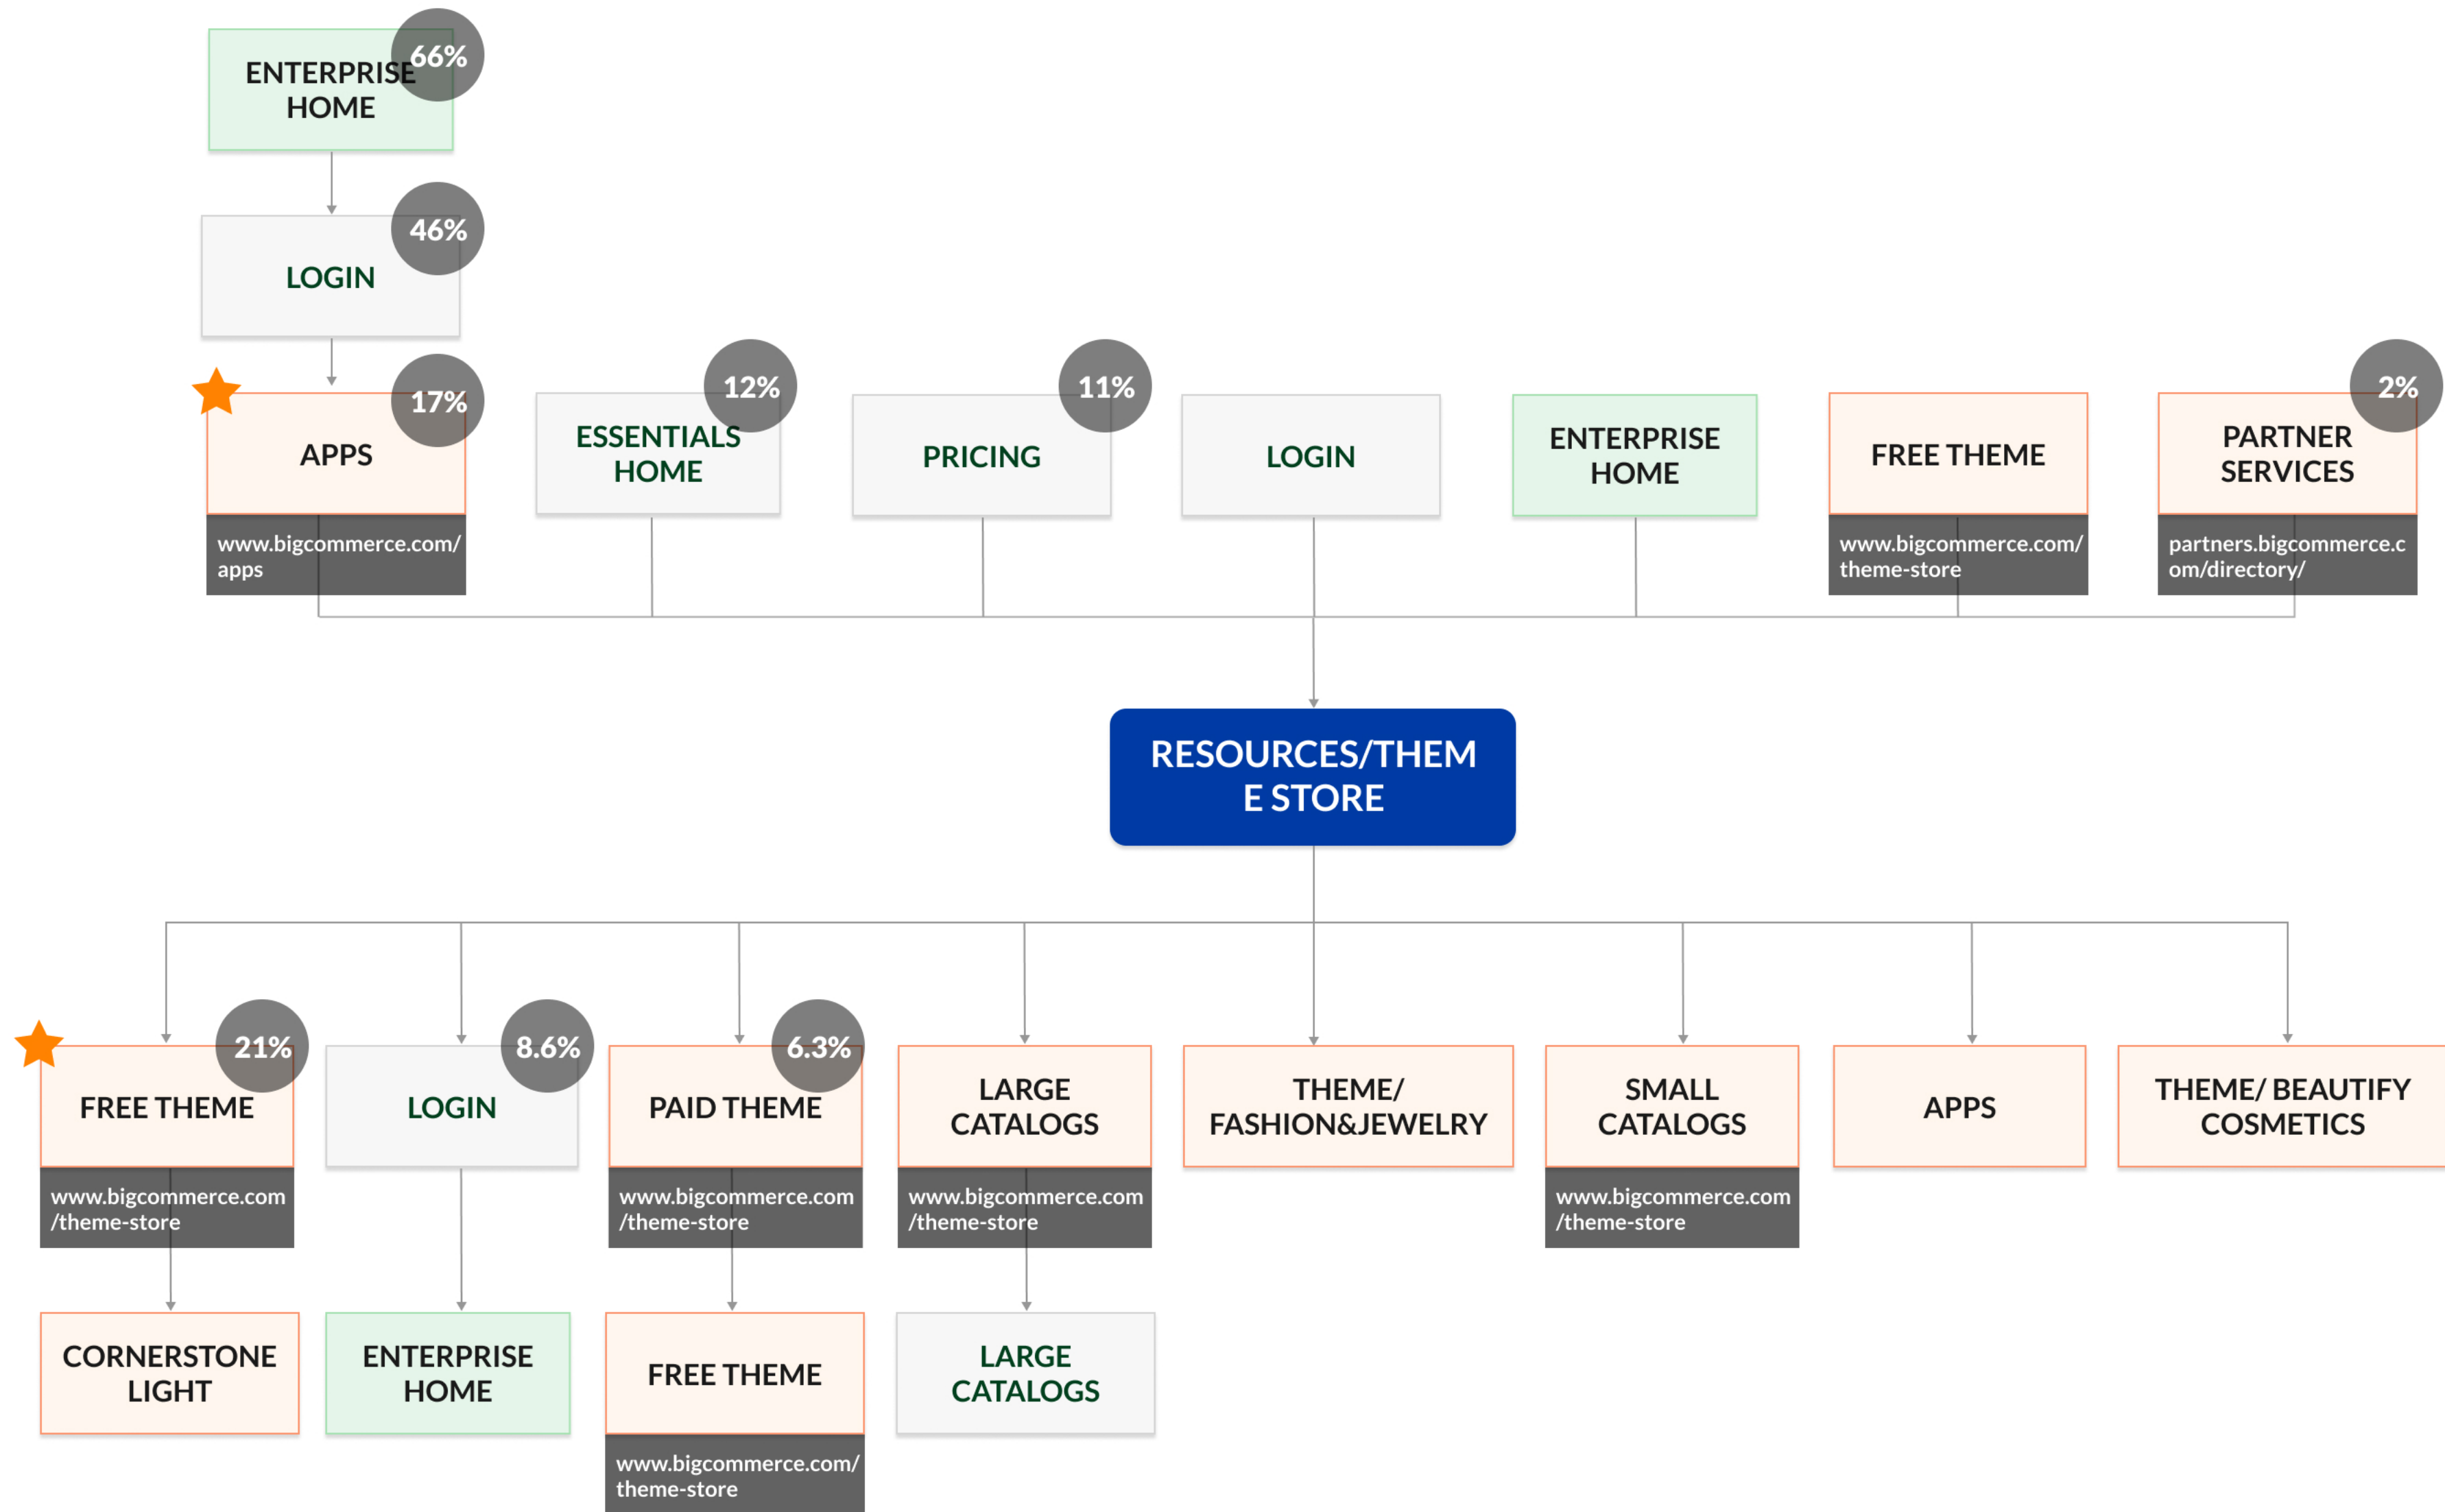 66%
ENTERPRISE
HOME
46%
LOGIN
17%
APPS
www.bigcommerce.com/
apps
12%
ESSENTIALS
HOME
11%
PRICING
LOGIN
ENTERPRISE
HOME
FREE THEME
www.bigcommerce.com/
theme-store
2%
PARTNER
SERVICES
partners.bigcommerce.c
om/directory/
RESOURCES/THEM
E STORE
21%
FREE THEME
www.bigcommerce.com
/theme-store
8.6%
LOGIN
6.3%
PAID THEME
www.bigcommerce.com
/theme-store
LARGE
CATALOGS
www.bigcommerce.com
/theme-store
THEME/
FASHION&JEWELRY
SMALL
CATALOGS
www.bigcommerce.com
/theme-store
APPS
THEME/ BEAUTIFY
COSMETICS
CORNERSTONE
LIGHT
ENTERPRISE
HOME
FREE THEME
www.bigcommerce.com/
theme-store
LARGE
CATALOGS